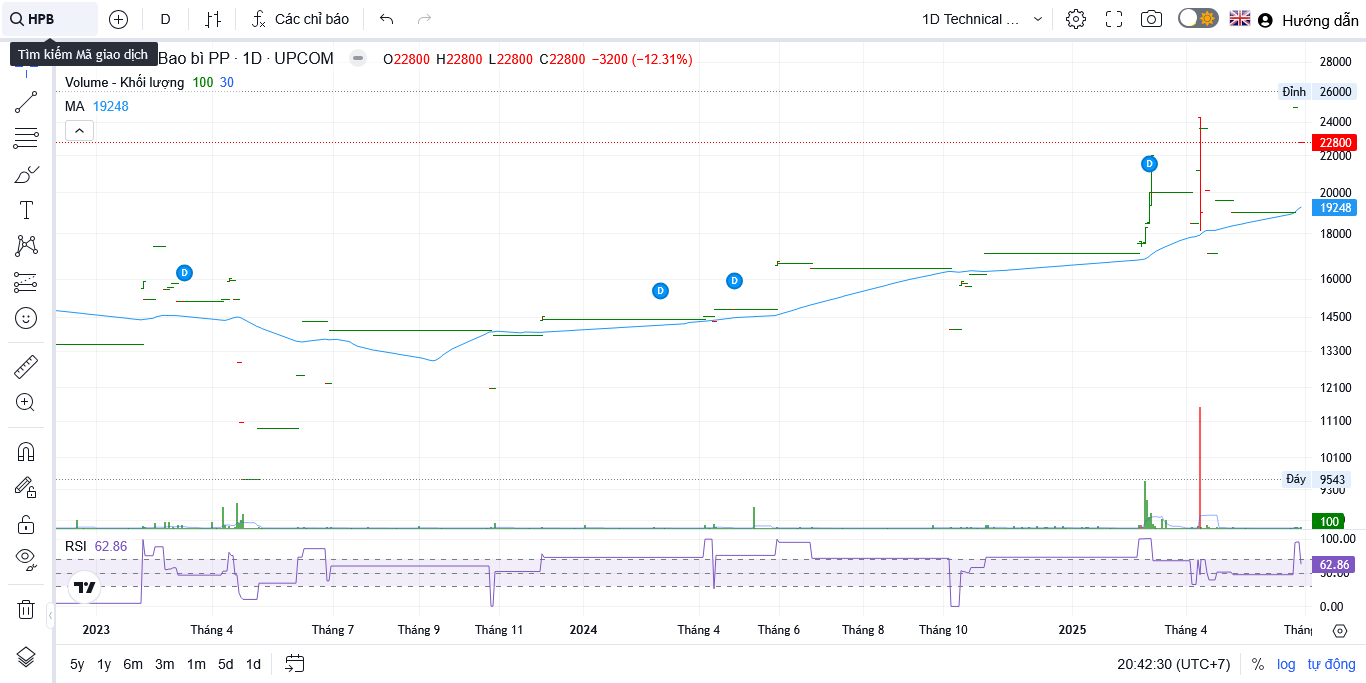 HPB
D
Các chỉ báo
1D Technical ...
Hướng dẫn
Tìm kiếm Mã giao dịch
Bao bì PP · 1D · UPCOM
O22800 H22800 L22800 C22800 −3200 (−12.31%)
Volume - Khối lượng 100 30
MA 19248
28000
Đỉnh 26000
24000
22800
22000
20000
19248
18000
16000
14500
13300
12100
11100
10100
Đáy 9543
9300
100
D
D
D
D
RSI 62.86
100.00
62.86
50.00
0.00
2023 Tháng 4 Tháng 7 Tháng 9 Tháng 11 2024 Tháng 4 Tháng 6 Tháng 8 Tháng 10 2025 Tháng 4 Tháng
5y 1y 6m 3m 1m 5d 1d
20:42:30 (UTC+7) % log tự động